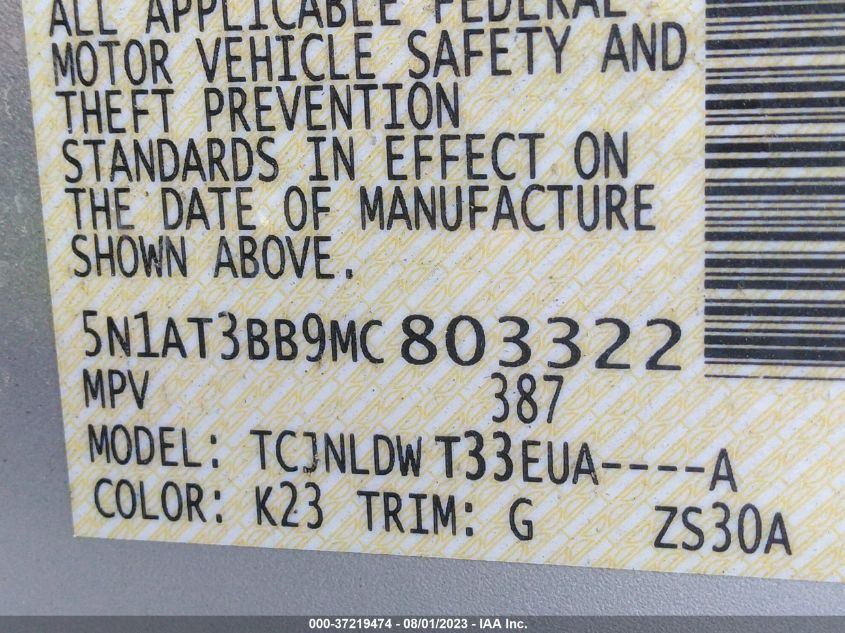 ALL APPLICABLE FEDERAL
MOTOR VEHICLE SAFETY AND
THEFT PREVENTION
STANDARDS IN EFFECT ON
THE DATE OF MANUFACTURE
SHOWN ABOVE.
5N1AT3BB9MC803322
MPV 387
MODEL: TCJNLDW T33EUA----A
COLOR: K23 TRIM: G ZS30A
000-37219474 - 08/01/2023 - IAA Inc.